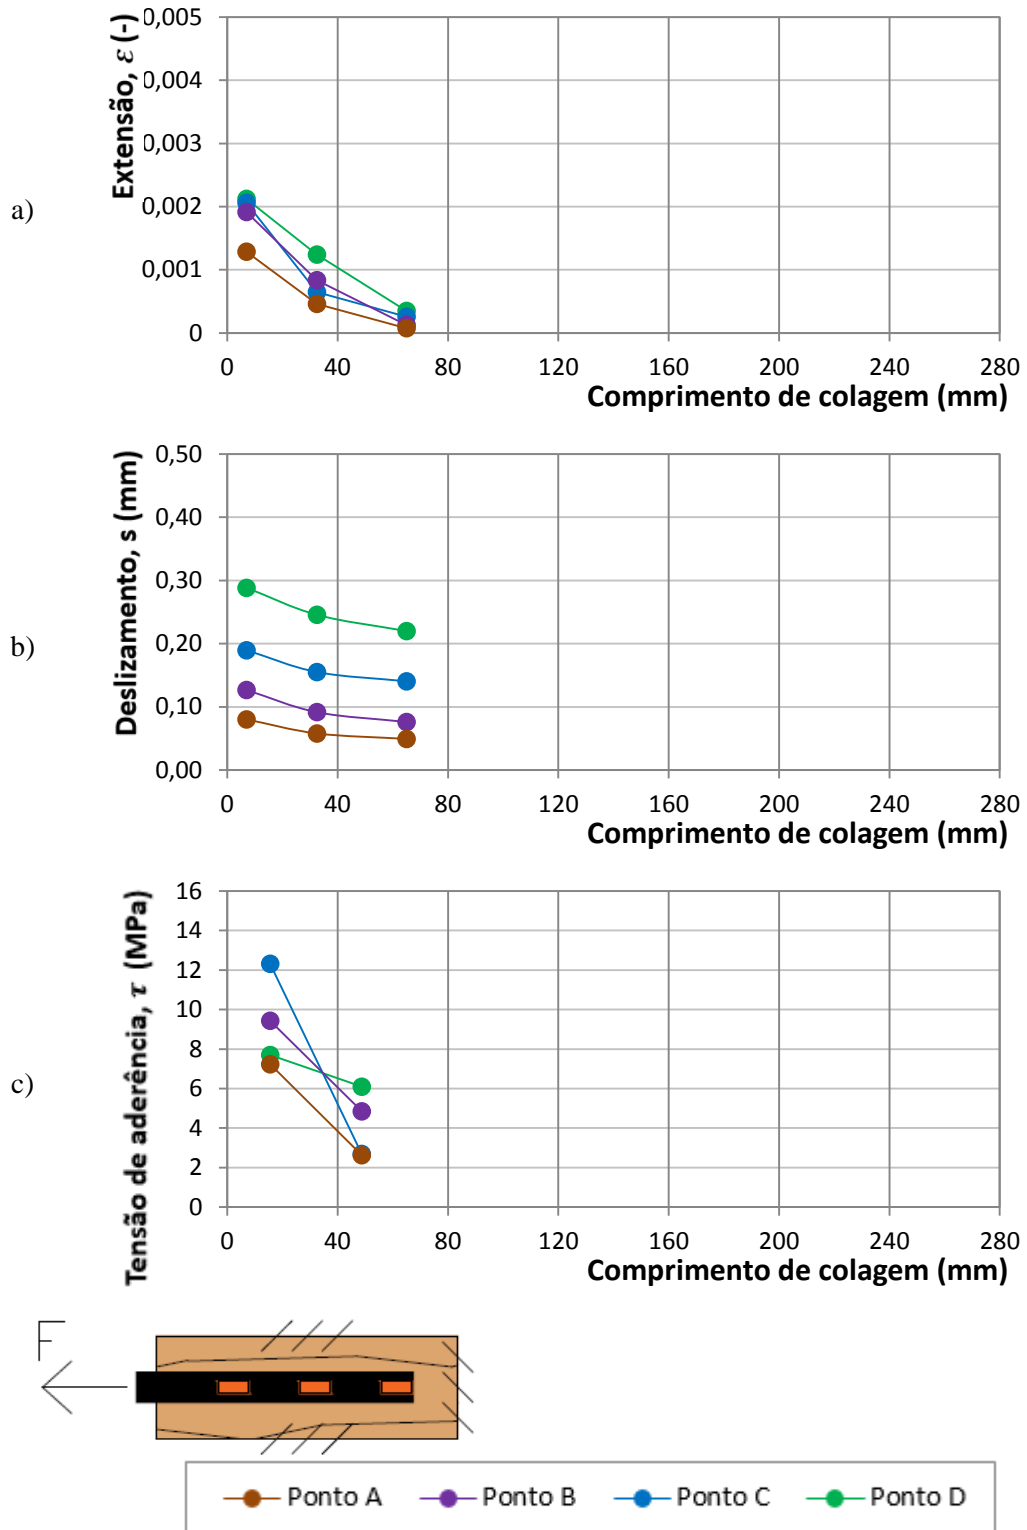 a)
Extensão, ε (-)
0,005
0,004
0,003
0,002
0,001
0
0 40 80 120 160 200 240 280
Comprimento de colagem (mm)
b)
Deslizamento, s (mm)
0,50
0,40
0,30
0,20
0,10
0,00
0 40 80 120 160 200 240 280
Comprimento de colagem (mm)
c)
Tensão de aderência, τ (MPa)
16
14
12
10
8
6
4
2
0
0 40 80 120 160 200 240 280
Comprimento de colagem (mm)
F
Ponto A Ponto B Ponto C Ponto D